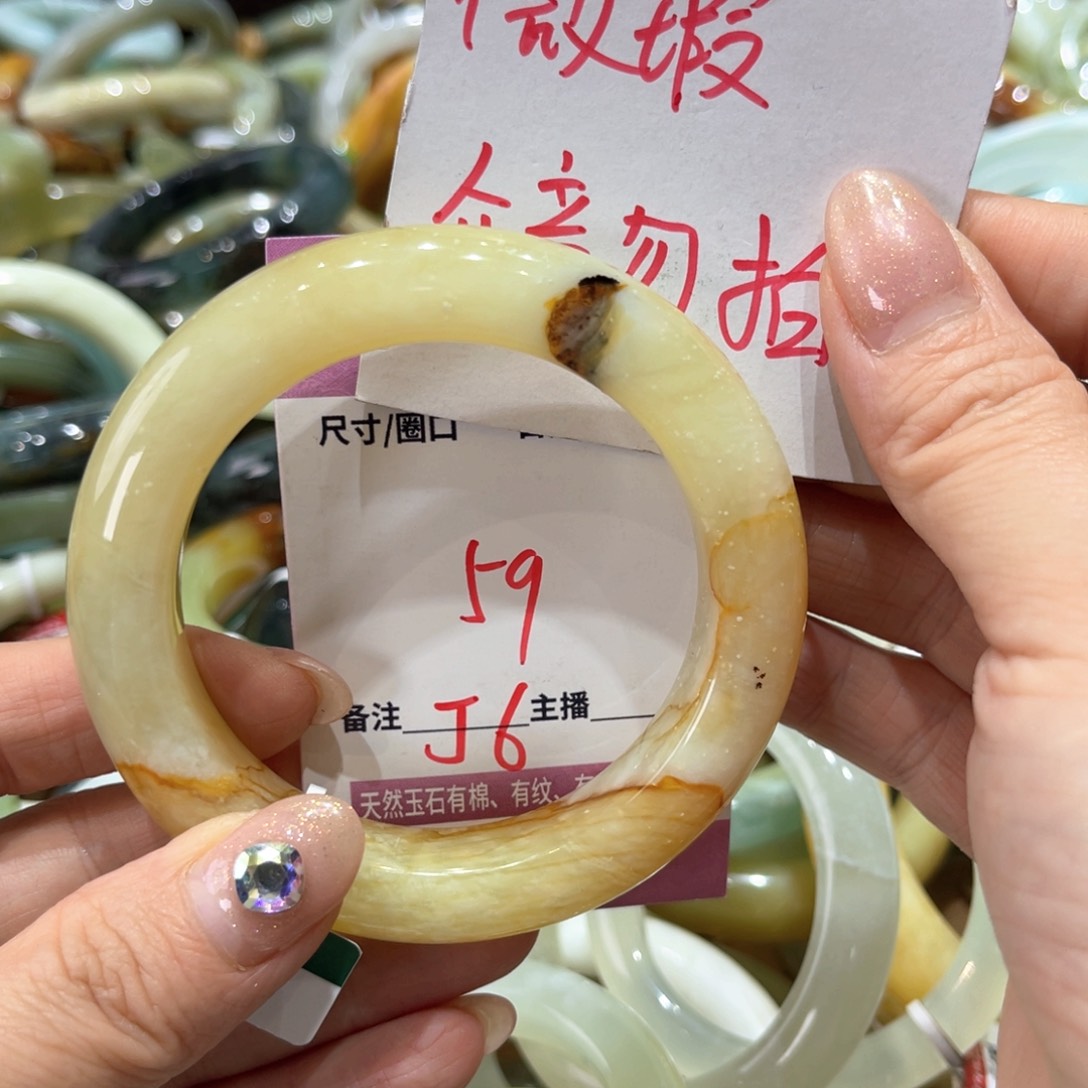 微瑕
介意勿拍
尺寸/圈口
59
备注 J6 主播
天然玉石有棉、有纹、